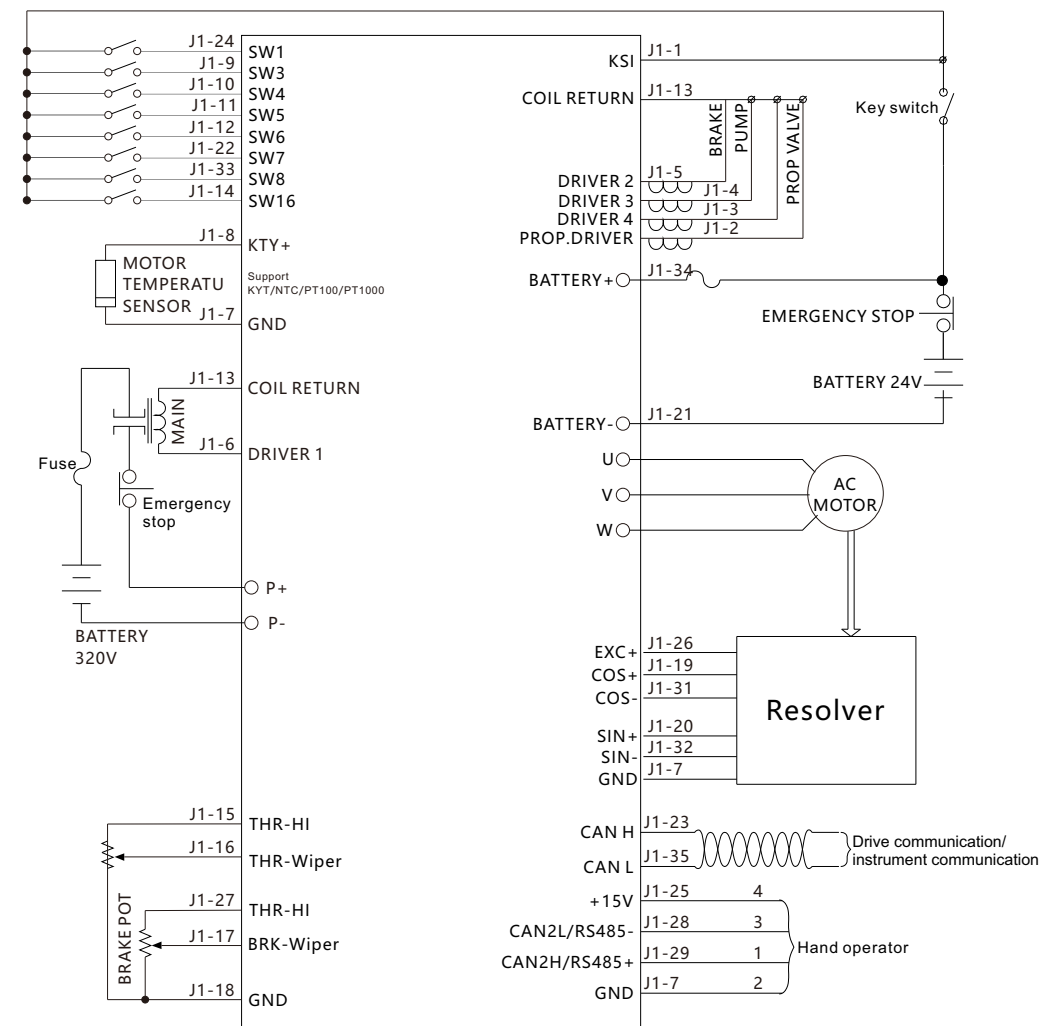 J1-24 SW1
J1-9 SW3
J1-10 SW4
J1-11 SW5
J1-12 SW6
J1-22 SW7
J1-33 SW8
J1-14 SW16
J1-8 KTY+
MOTOR
TEMPERATU
SENSOR
Support
KYT/NTC/PT100/PT1000
J1-7 GND
J1-13 COIL RETURN
MAIN
J1-6 DRIVER 1
Fuse
Emergency
stop
P+
P-
BATTERY
320V
J1-15 THR-HI
J1-16 THR-Wiper
J1-27 THR-HI
BRAKE POT
J1-17 BRK-Wiper
J1-18 GND
KSI J1-1
COIL RETURN J1-13
Key switch
BRAKE
PUMP
PROP VALVE
DRIVER 2 J1-5
DRIVER 3 J1-4
DRIVER 4 J1-3
PROP.DRIVER J1-2
BATTERY+ J1-34
EMERGENCY STOP
BATTERY 24V
BATTERY- J1-21
U
V
W
AC
MOTOR
EXC+ J1-26
COS+ J1-19
COS- J1-31
SIN+ J1-20
SIN- J1-32
GND J1-7
Resolver
CAN H J1-23
CAN L J1-35
Drive communication/
instrument communication
+15V J1-25 4
CAN2L/RS485- J1-28 3
CAN2H/RS485+ J1-29 1
GND J1-7 2
Hand operator